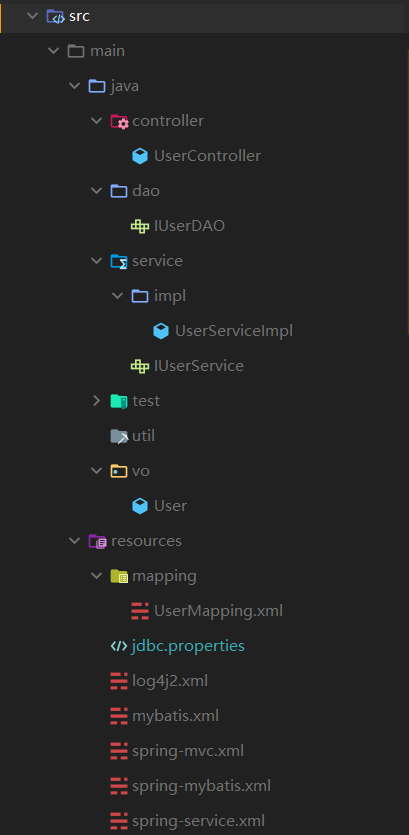 src
main
java
controller
UserController
dao
IUserDAO
service
impl
UserServiceImpl
IUserService
test
util
vo
User
resources
mapping
UserMapping.xml
jdbc.properties
log4j2.xml
mybatis.xml
spring-mvc.xml
spring-mybatis.xml
spring-service.xml